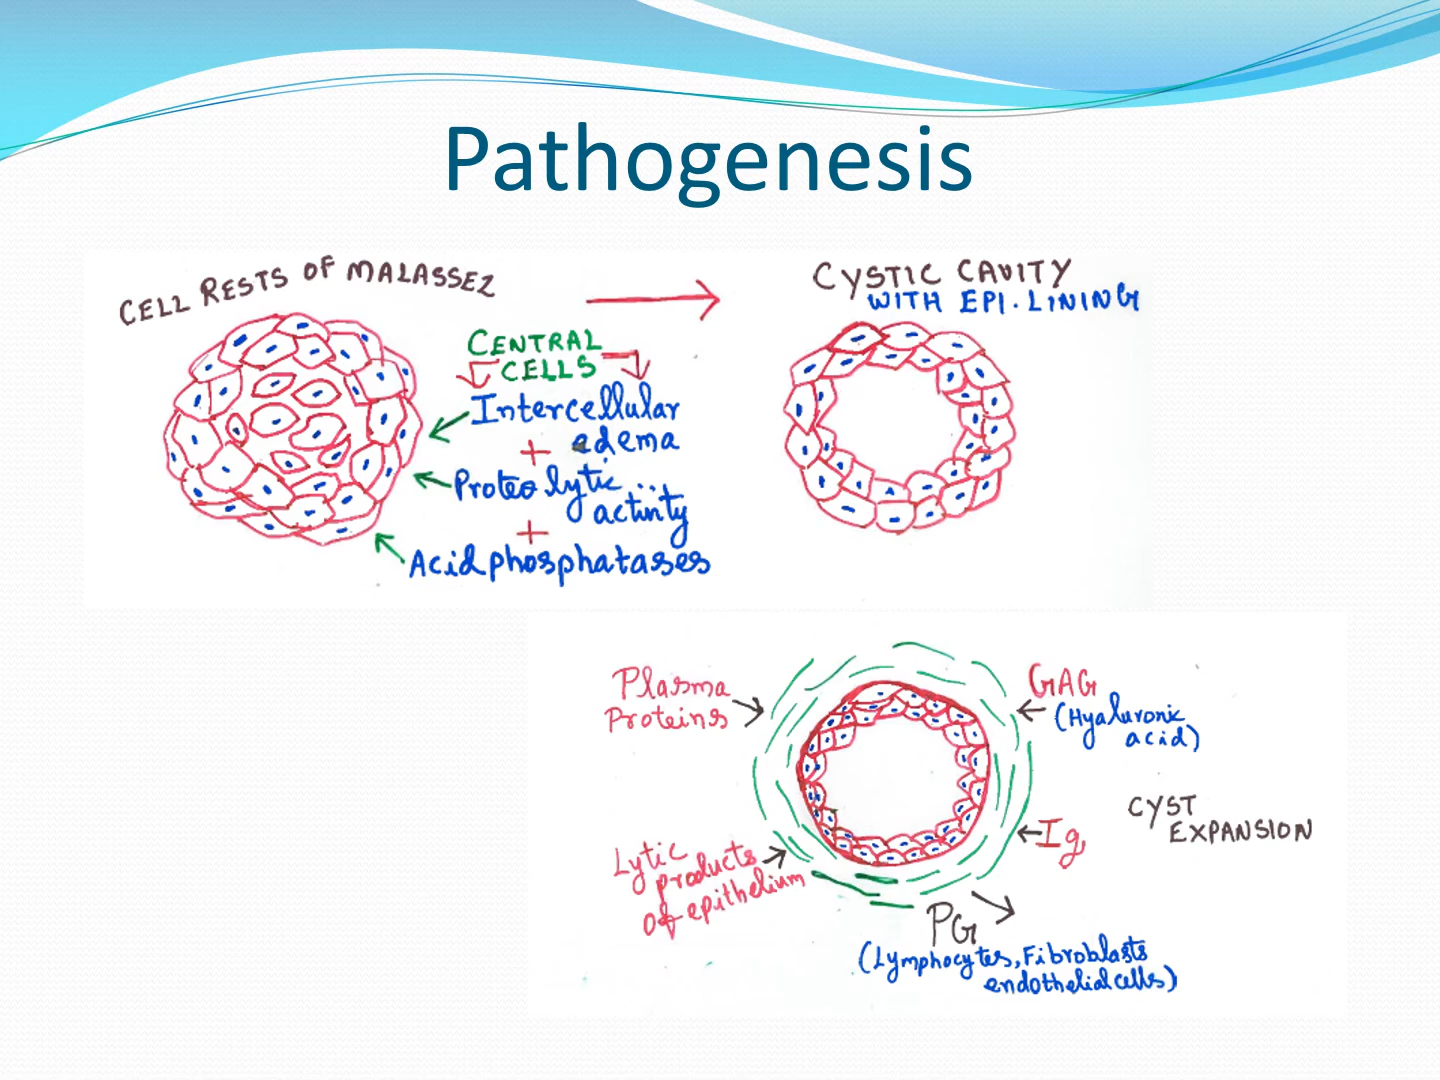 Pathogenesis
CELL RESTS OF MALASSEZ
CENTRAL
CELLS
Intercellular
edema
+
Proteolytic
activity
+
Acid phosphatases
CYSTIC CAVITY
WITH EPI. LINING
Plasma
Proteins
Lytic
products
of epithelium
GAG
(Hyaluronic
acid)
Ig
CYST
EXPANSION
PG
(Lymphocytes, Fibroblasts
endothelial cells)